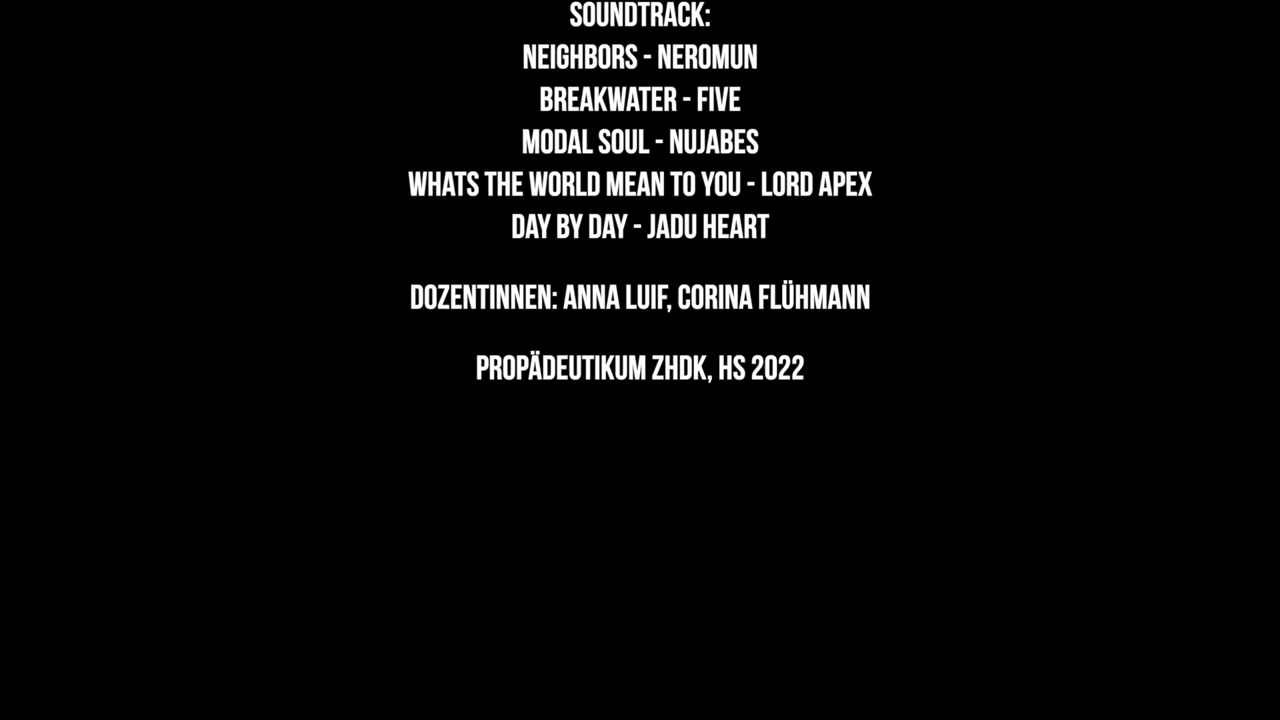 SOUNDTRACK:
NEIGHBORS - NEROMUN
BREAKWATER - FIVE
MODAL SOUL - NUJABES
WHATS THE WORLD MEAN TO YOU - LORD APEX
DAY BY DAY - JADU HEART
DOZENTINNEN: ANNA LUIF, CORINA FLÜHMANN
PROPÄDEUTIKUM ZHDK, HS 2022